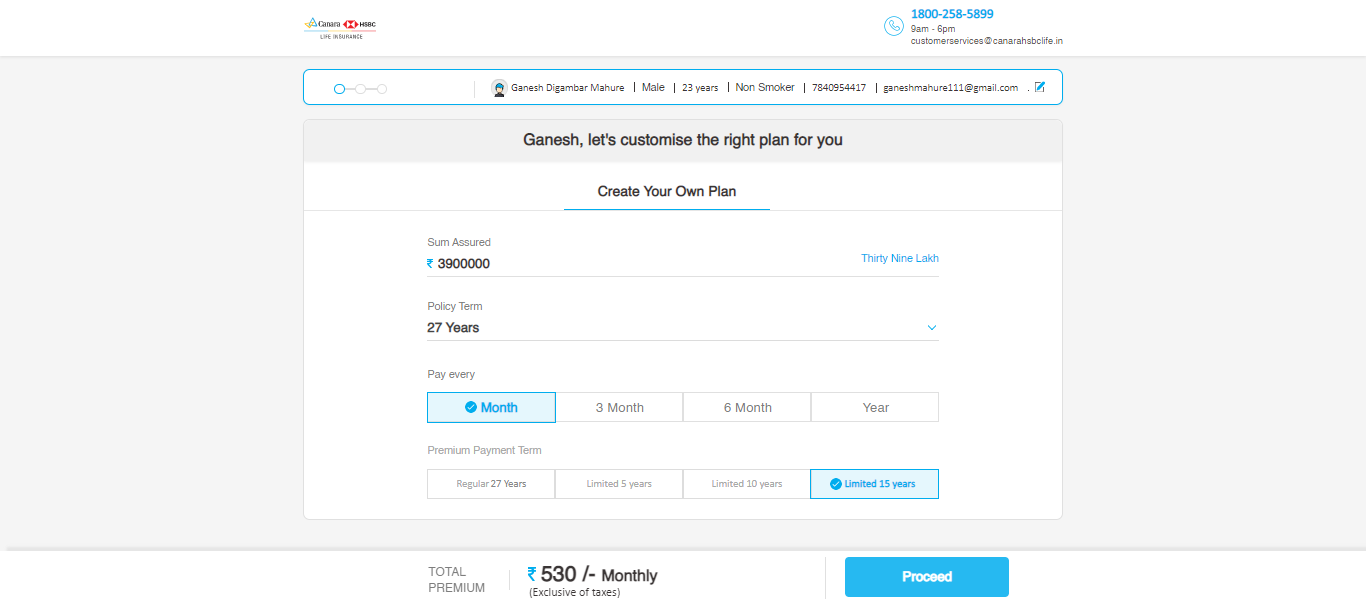 Canara HSBC
LIFE INSURANCE
1800-258-5899
9am - 6pm
customerservices@canarahsbclife.in
Ganesh Digambar Mahure | Male | 23 years | Non Smoker | 7840954417 | ganeshmahure111@gmail.com .
Ganesh, let's customise the right plan for you
Create Your Own Plan
Sum Assured
₹ 3900000
Thirty Nine Lakh
Policy Term
27 Years
Pay every
Month 3 Month 6 Month Year
Premium Payment Term
Regular 27 Years Limited 5 years Limited 10 years Limited 15 years
TOTAL
PREMIUM
₹ 530 /- Monthly
(Exclusive of taxes)
Proceed